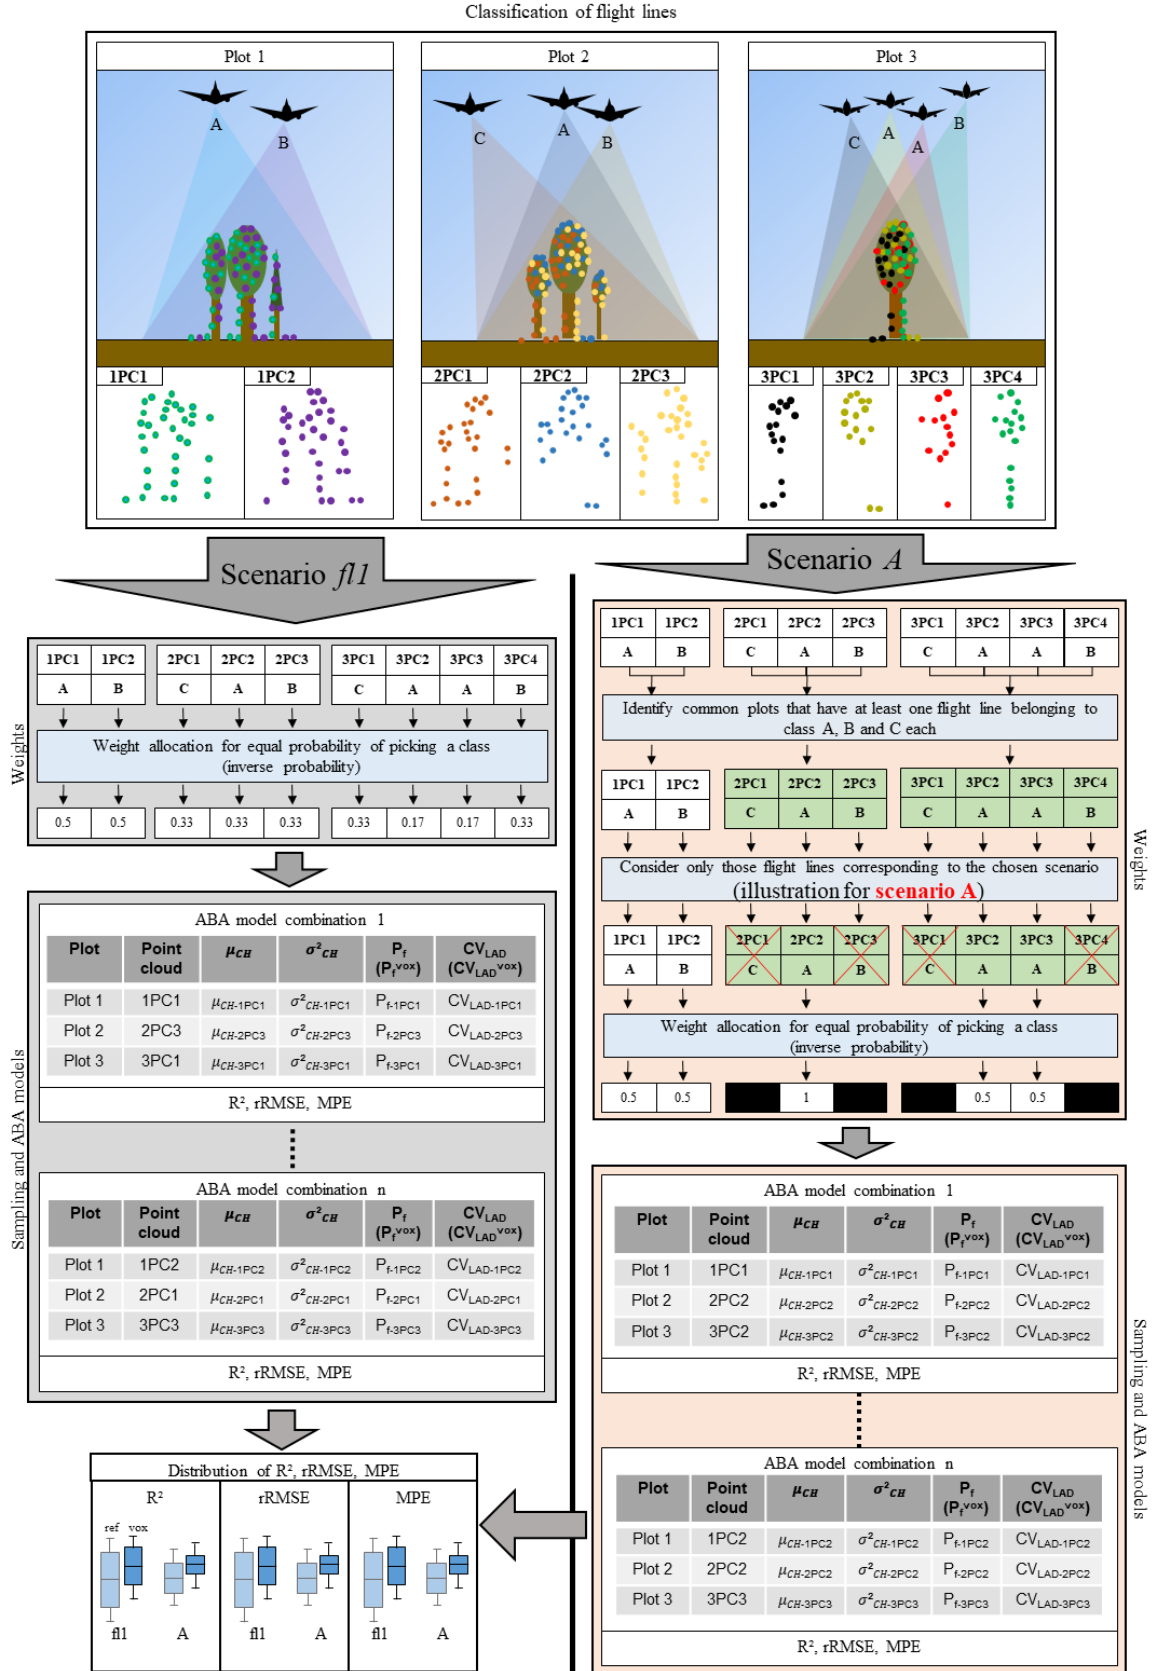 Classification of flight lines
Plot 1
Plot 2
Plot 3
A
B
C
A
B
C
A
A
B
1PC1
1PC2
2PC1
2PC2
2PC3
3PC1
3PC2
3PC3
3PC4
Scenario fl1
Scenario A
Weights
1PC1 1PC2 2PC1 2PC2 2PC3 3PC1 3PC2 3PC3 3PC4
A B C A B C A A B
Weight allocation for equal probability of picking a class
(inverse probability)
0.5 0.5 0.33 0.33 0.33 0.33 0.17 0.17 0.33
Sampling and ABA models
ABA model combination 1
Plot Point cloud μCH σ²CH Pf (Pf^vox) CVLAD (CVLAD^vox)
Plot 1 1PC1 μCH-1PC1 σ²CH-1PC1 Pf-1PC1 CVLAD-1PC1
Plot 2 2PC3 μCH-2PC3 σ²CH-2PC3 Pf-2PC3 CVLAD-2PC3
Plot 3 3PC1 μCH-3PC1 σ²CH-3PC1 Pf-3PC1 CVLAD-3PC1
R², rRMSE, MPE
ABA model combination n
Plot Point cloud μCH σ²CH Pf (Pf^vox) CVLAD (CVLAD^vox)
Plot 1 1PC2 μCH-1PC2 σ²CH-1PC2 Pf-1PC2 CVLAD-1PC2
Plot 2 2PC1 μCH-2PC1 σ²CH-2PC1 Pf-2PC1 CVLAD-2PC1
Plot 3 3PC3 μCH-3PC3 σ²CH-3PC3 Pf-3PC3 CVLAD-3PC3
R², rRMSE, MPE
Distribution of R², rRMSE, MPE
R² rRMSE MPE
ref vox
fl1 A fl1 A fl1 A
Weights
1PC1 1PC2 2PC1 2PC2 2PC3 3PC1 3PC2 3PC3 3PC4
A B C A B C A A B
Identify common plots that have at least one flight line belonging to
class A, B and C each
1PC1 1PC2 2PC1 2PC2 2PC3 3PC1 3PC2 3PC3 3PC4
A B C A B C A A B
Consider only those flight lines corresponding to the chosen scenario
(illustration for scenario A)
1PC1 1PC2 2PC1 2PC2 2PC3 3PC1 3PC2 3PC3 3PC4
A B C A B C A A B
Weight allocation for equal probability of picking a class
(inverse probability)
0.5 0.5 1 0.5 0.5
Sampling and ABA models
ABA model combination 1
Plot Point cloud μCH σ²CH Pf (Pf^vox) CVLAD (CVLAD^vox)
Plot 1 1PC1 μCH-1PC1 σ²CH-1PC1 Pf-1PC1 CVLAD-1PC1
Plot 2 2PC2 μCH-2PC2 σ²CH-2PC2 Pf-2PC2 CVLAD-2PC2
Plot 3 3PC2 μCH-3PC2 σ²CH-3PC2 Pf-3PC2 CVLAD-3PC2
R², rRMSE, MPE
ABA model combination n
Plot Point cloud μCH σ²CH Pf (Pf^vox) CVLAD (CVLAD^vox)
Plot 1 1PC2 μCH-1PC2 σ²CH-1PC2 Pf-1PC2 CVLAD-1PC2
Plot 2 2PC2 μCH-2PC2 σ²CH-2PC2 Pf-2PC2 CVLAD-2PC2
Plot 3 3PC3 μCH-3PC3 σ²CH-3PC3 Pf-3PC3 CVLAD-3PC3
R², rRMSE, MPE